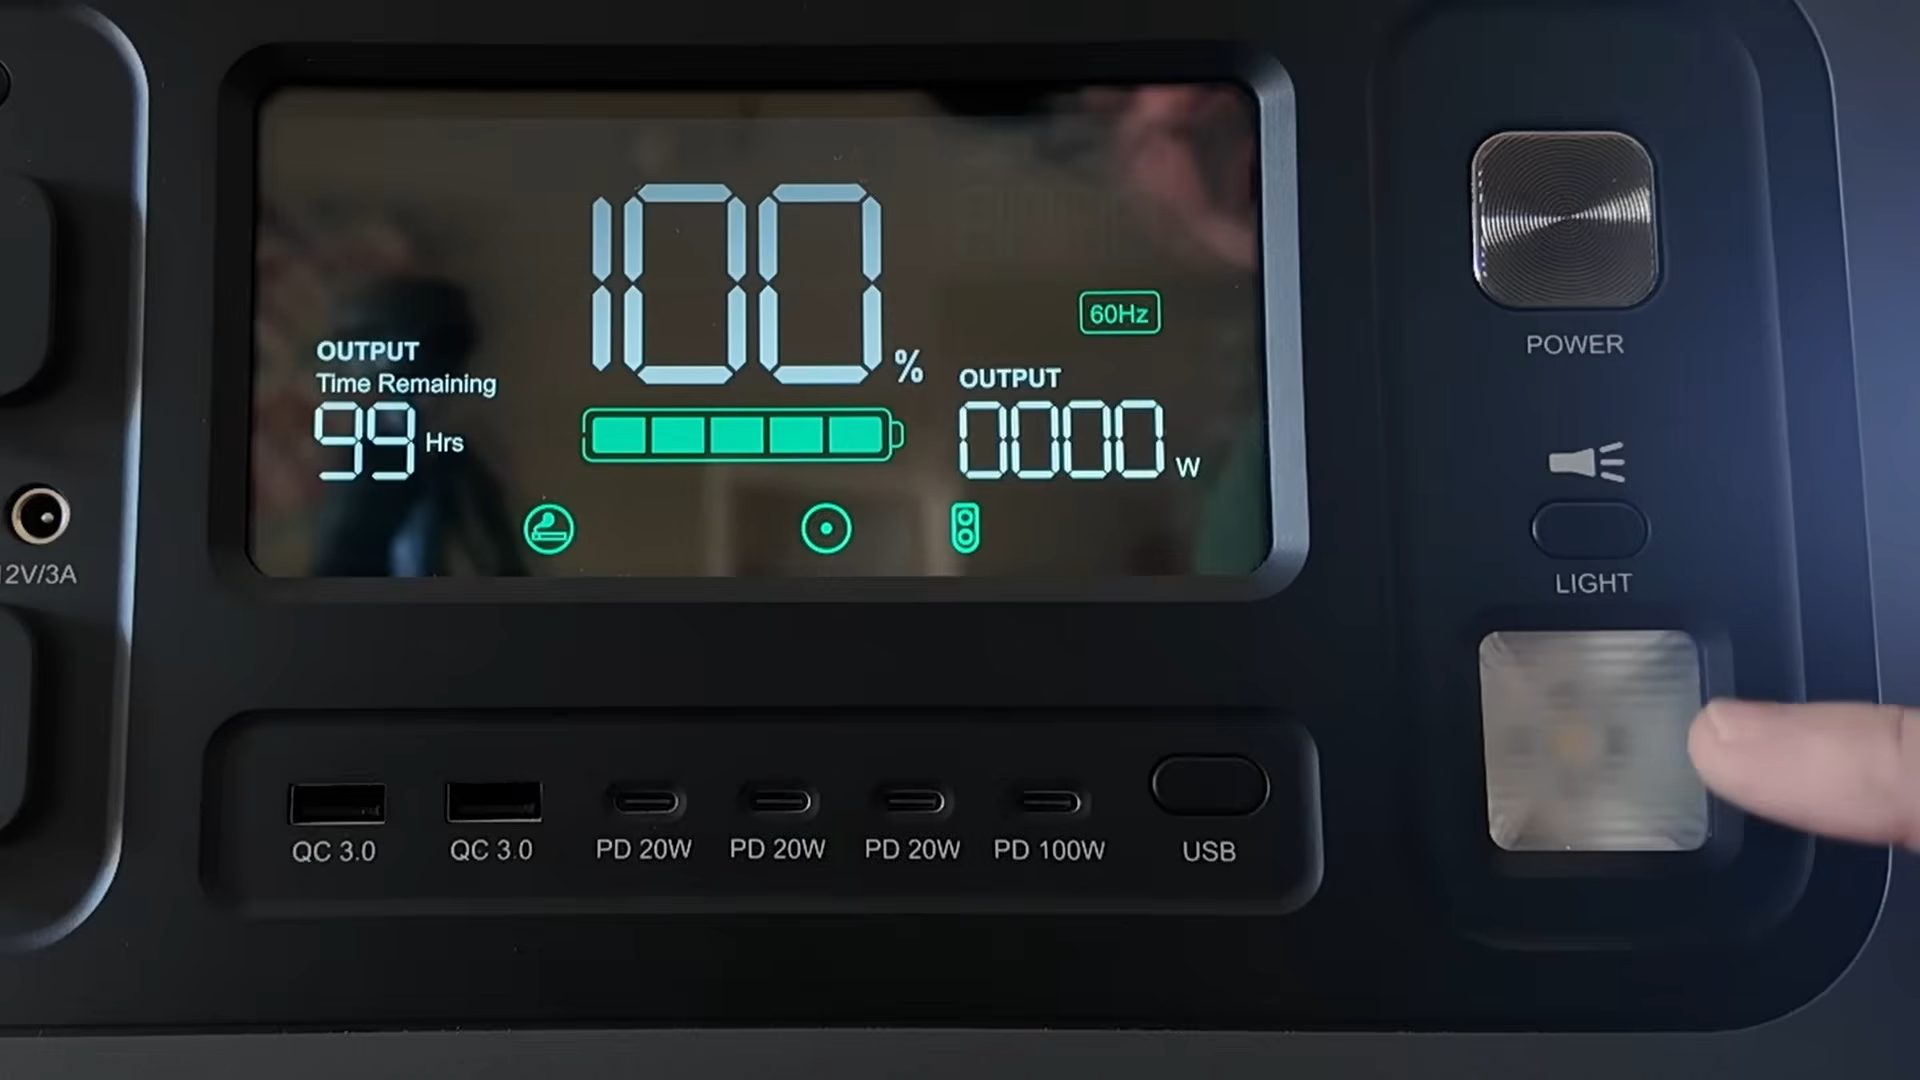 100%
60Hz
OUTPUT
Time Remaining
99 Hrs
OUTPUT
0000 W
POWER
LIGHT
12V/3A
QC 3.0
QC 3.0
PD 20W
PD 20W
PD 20W
PD 100W
USB